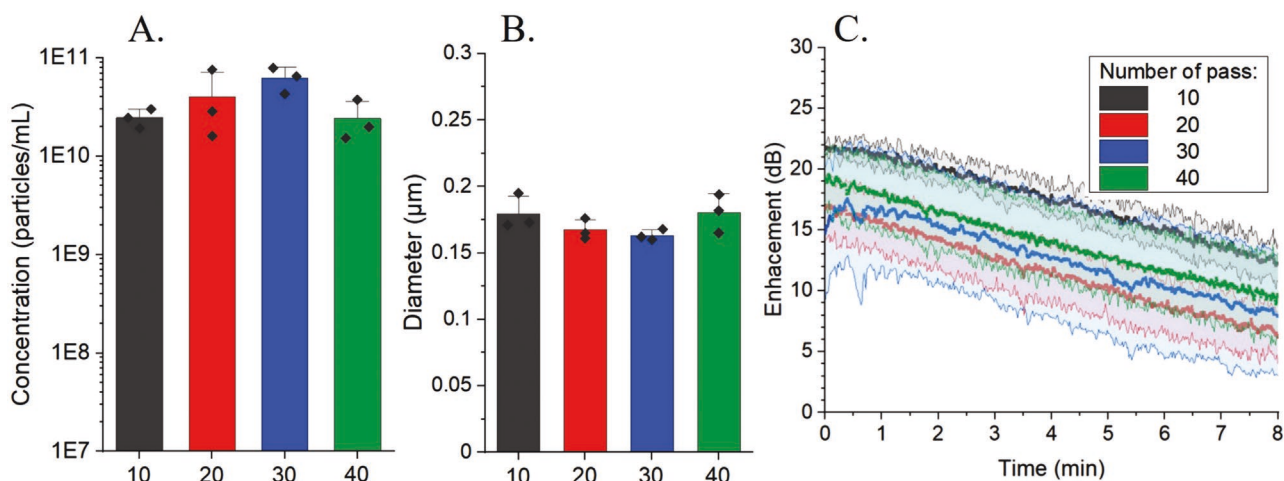 A.
Concentration (particles/mL)
1E11
1E10
1E9
1E8
1E7
10 20 30 40
B.
Diameter (µm)
0.3
0.25
0.2
0.15
0.1
0.05
0
10 20 30 40
C.
Enhacement (dB)
30
25
20
15
10
5
0
0 1 2 3 4 5 6 7 8
Time (min)
Number of pass:
10
20
30
40